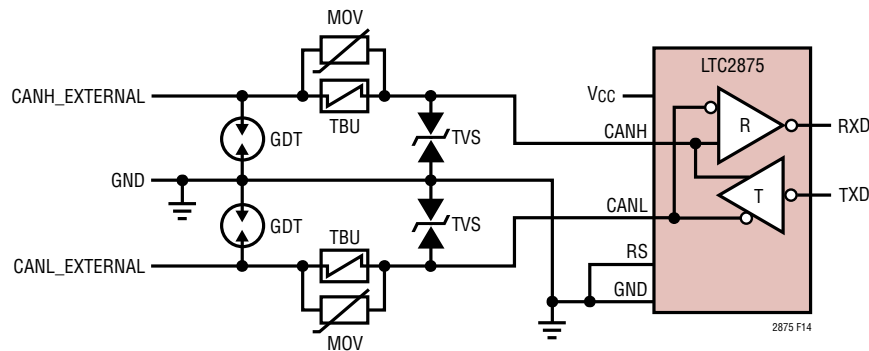 MOV
LTC2875
VCC
CANH_EXTERNAL
TBU
R
RXD
CANH
GDT
TVS
GND
T
TXD
CANL
GDT
TVS
TBU
RS
CANL_EXTERNAL
GND
MOV
2875 F14